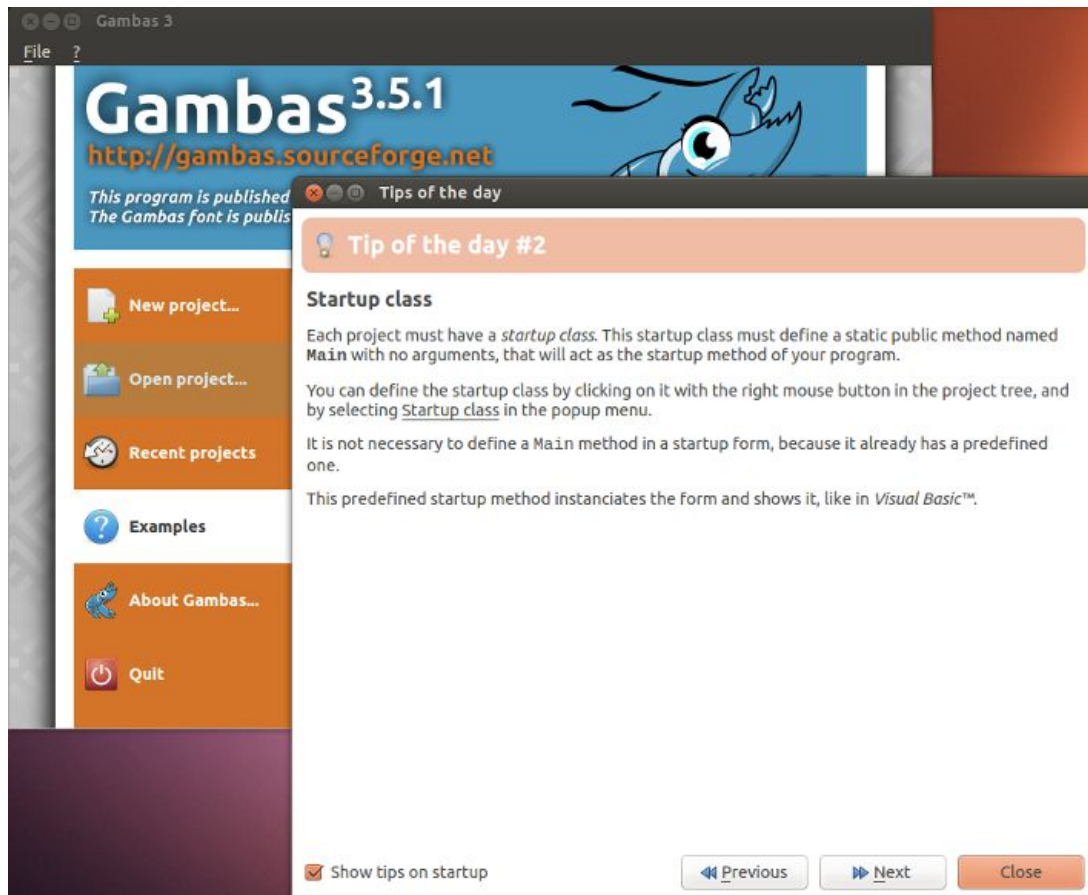 Gambas 3
File ?
Gambas 3.5.1
http://gambas.sourceforge.net
This program is published
The Gambas font is publis
Tips of the day
Tip of the day #2
New project...
Open project...
Recent projects
Examples
About Gambas...
Quit
Startup class
Each project must have a startup class. This startup class must define a static public method named
Main with no arguments, that will act as the startup method of your program.
You can define the startup class by clicking on it with the right mouse button in the project tree, and
by selecting Startup class in the popup menu.
It is not necessary to define a Main method in a startup form, because it already has a predefined
one.
This predefined startup method instanciates the form and shows it, like in Visual Basic™.
Show tips on startup
Previous
Next
Close